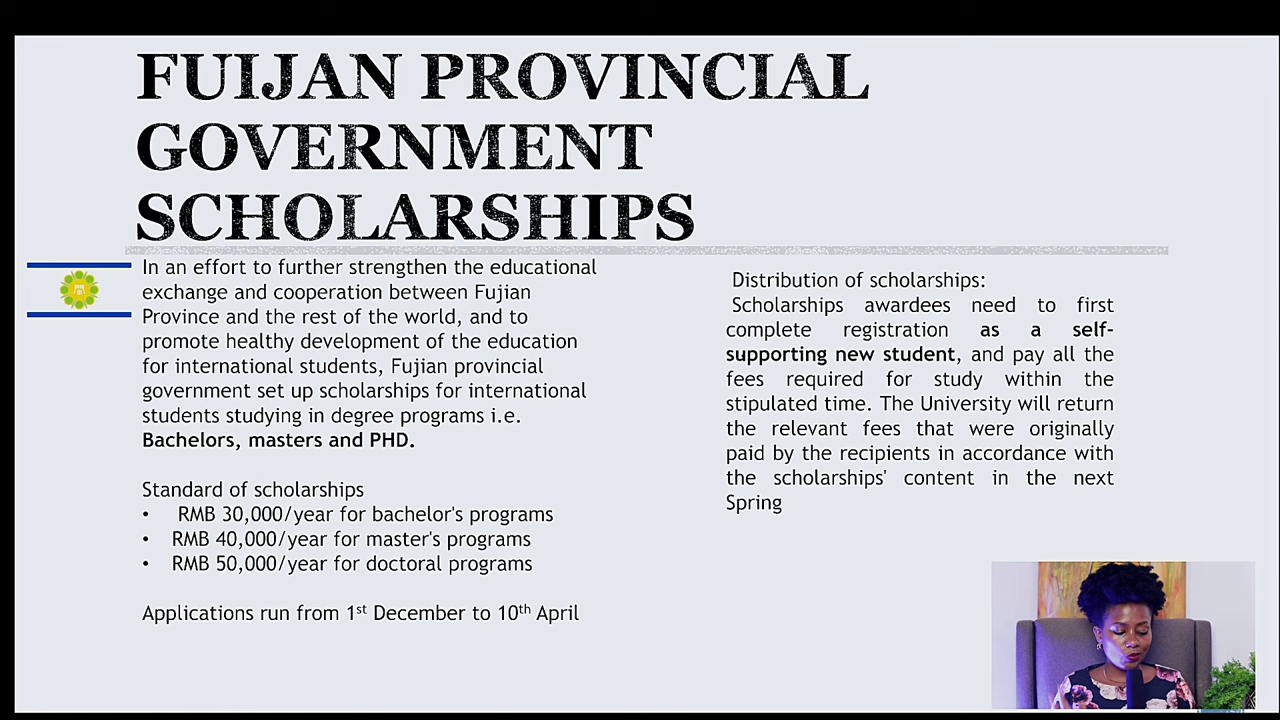 FUIJAN PROVINCIAL
GOVERNMENT
SCHOLARSHIPS
In an effort to further strengthen the educational
exchange and cooperation between Fujian
Province and the rest of the world, and to
promote healthy development of the education
for international students, Fujian provincial
government set up scholarships for international
students studying in degree programs i.e.
Bachelors, masters and PHD.
Standard of scholarships
• RMB 30,000/year for bachelor's programs
• RMB 40,000/year for master's programs
• RMB 50,000/year for doctoral programs
Applications run from 1st December to 10th April
Distribution of scholarships:
Scholarships awardees need to first
complete registration as a self-
supporting new student, and pay all the
fees required for study within the
stipulated time. The University will return
the relevant fees that were originally
paid by the recipients in accordance with
the scholarships' content in the next
Spring